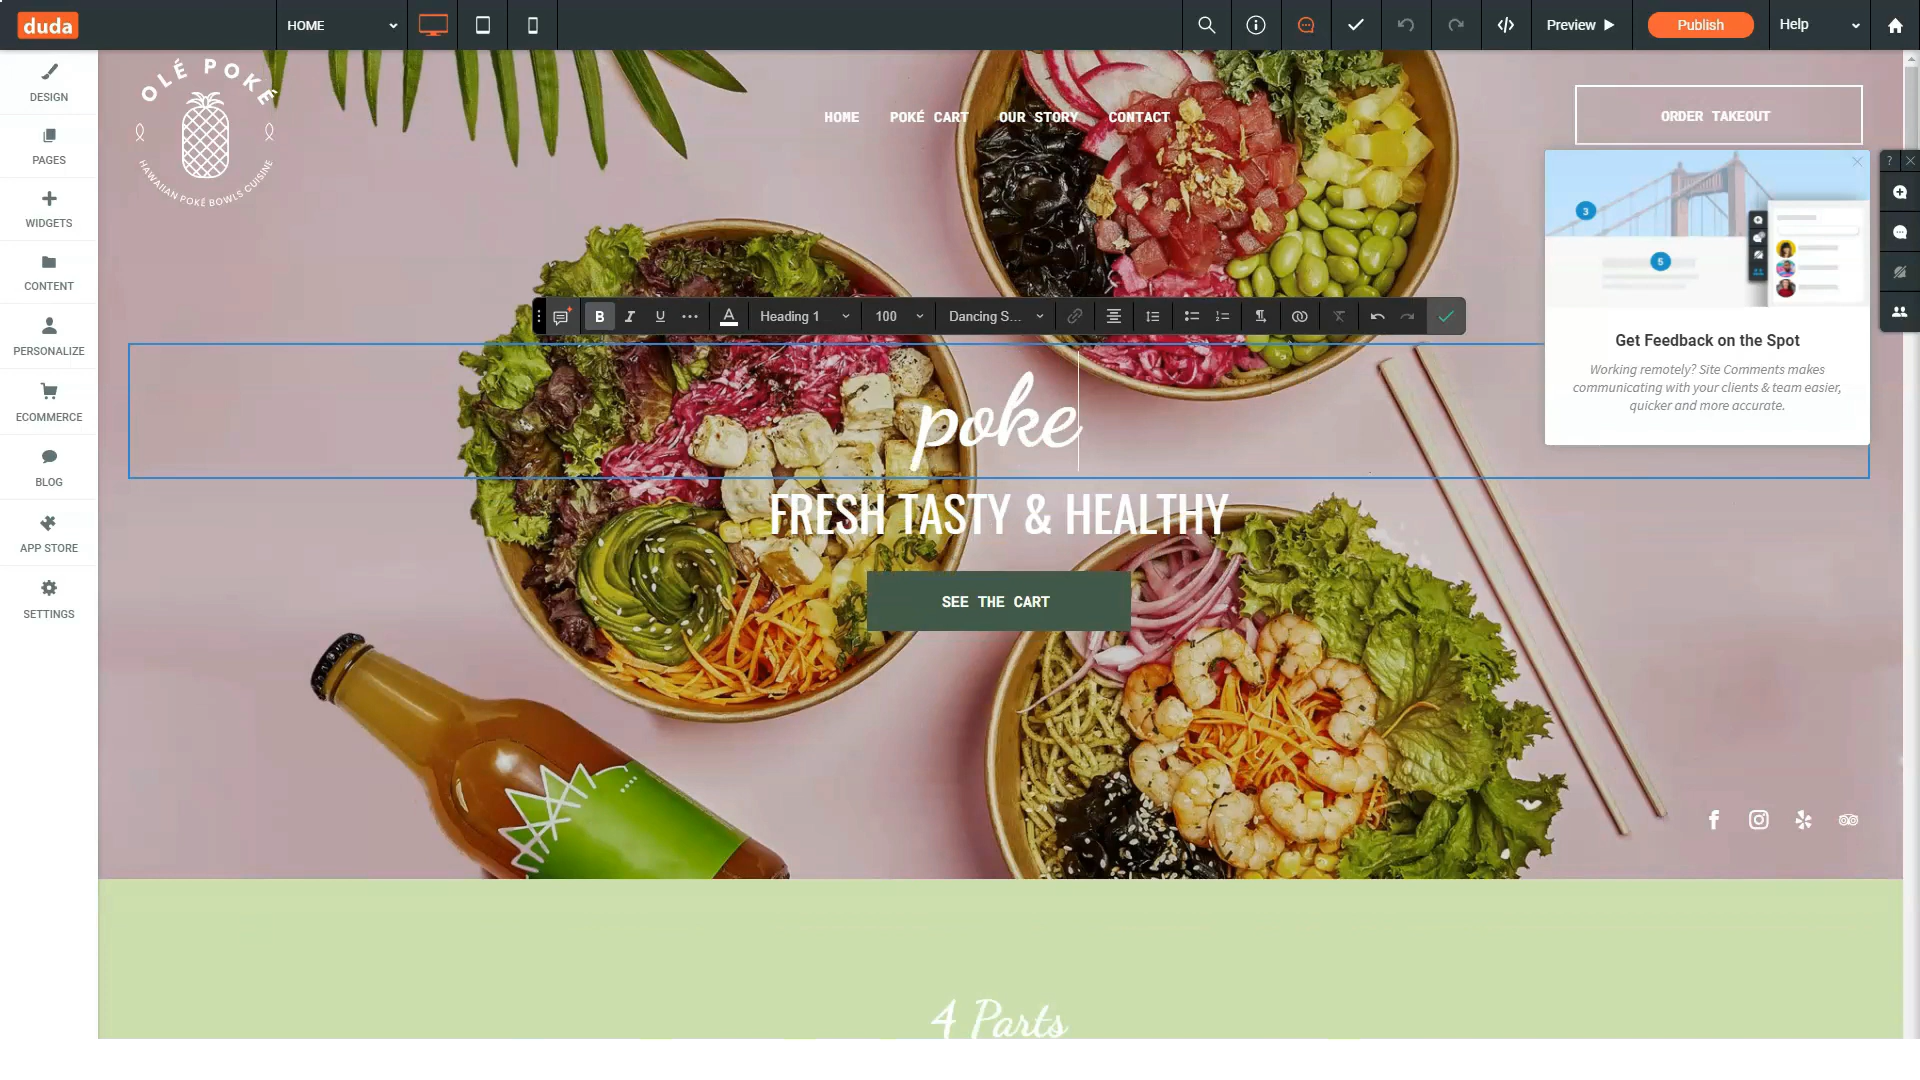 duda
HOME
Preview
Publish
Help
DESIGN
PAGES
WIDGETS
CONTENT
PERSONALIZE
ECOMMERCE
BLOG
APP STORE
SETTINGS
OLÉ POKÉ
HAWAIIAN POKÉ BOWLS CUISINE
HOME POKÉ CART OUR STORY CONTACT
ORDER TAKEOUT
?
3
5
Get Feedback on the Spot
Working remotely? Site Comments makes
communicating with your clients & team easier,
quicker and more accurate.
B I U ... A Heading 1 100 Dancing S...
poke
FRESH TASTY & HEALTHY
SEE THE CART
4 Parts